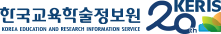 한국교육학술정보원
KOREA EDUCATION AND RESEARCH INFORMATION SERVICE
KERIS
20th